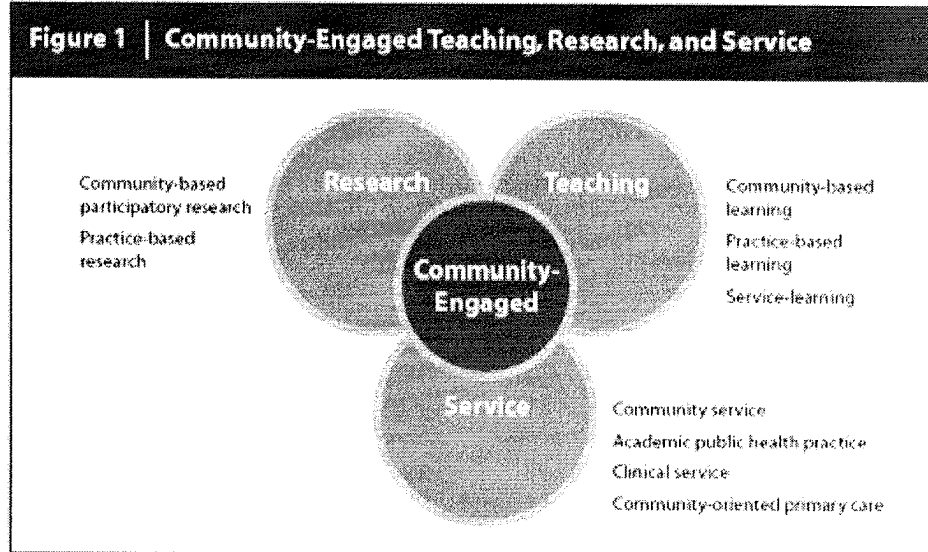 Figure 1 | Community-Engaged Teaching, Research, and Service
Research
Teaching
Community-based
participatory research
Practice-based
research
Community-based
learning
Practice-based
learning
Service-learning
Community-
Engaged
Service
Community service
Academic public health practice
Clinical service
Community-oriented primary care